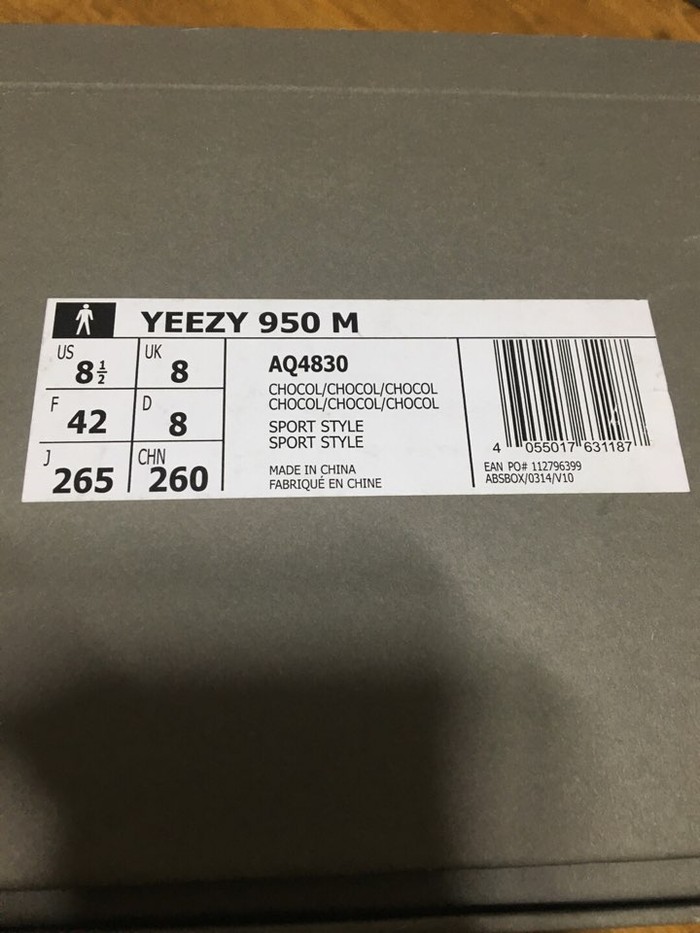 YEEZY 950 M
US 8½
UK 8
F 42
D 8
J 265
CHN 260
AQ4830
CHOCOL/CHOCOL/CHOCOL
CHOCOL/CHOCOL/CHOCOL
SPORT STYLE
SPORT STYLE
MADE IN CHINA
FABRIQUÉ EN CHINE
4 055017 631187
EAN PO# 112796399
ABSBOX/0314/V10